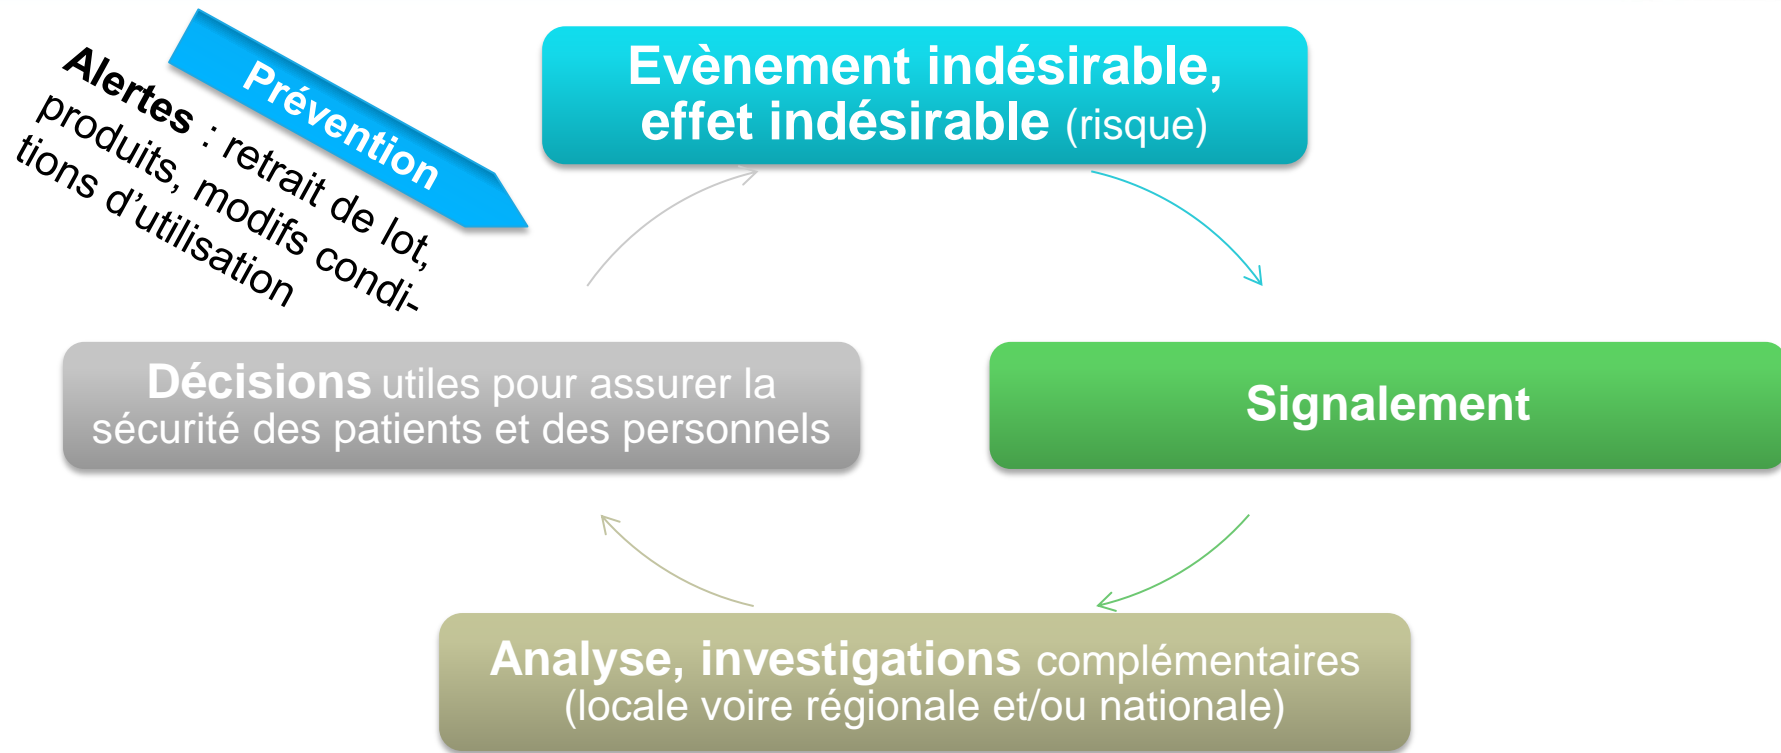 Prévention
Alertes : retrait de lot,
produits, modifs condi-
tions d'utilisation
Evènement indésirable,
effet indésirable (risque)
Signalement
Analyse, investigations complémentaires
(locale voire régionale et/ou nationale)
Décisions utiles pour assurer la
sécurité des patients et des personnels